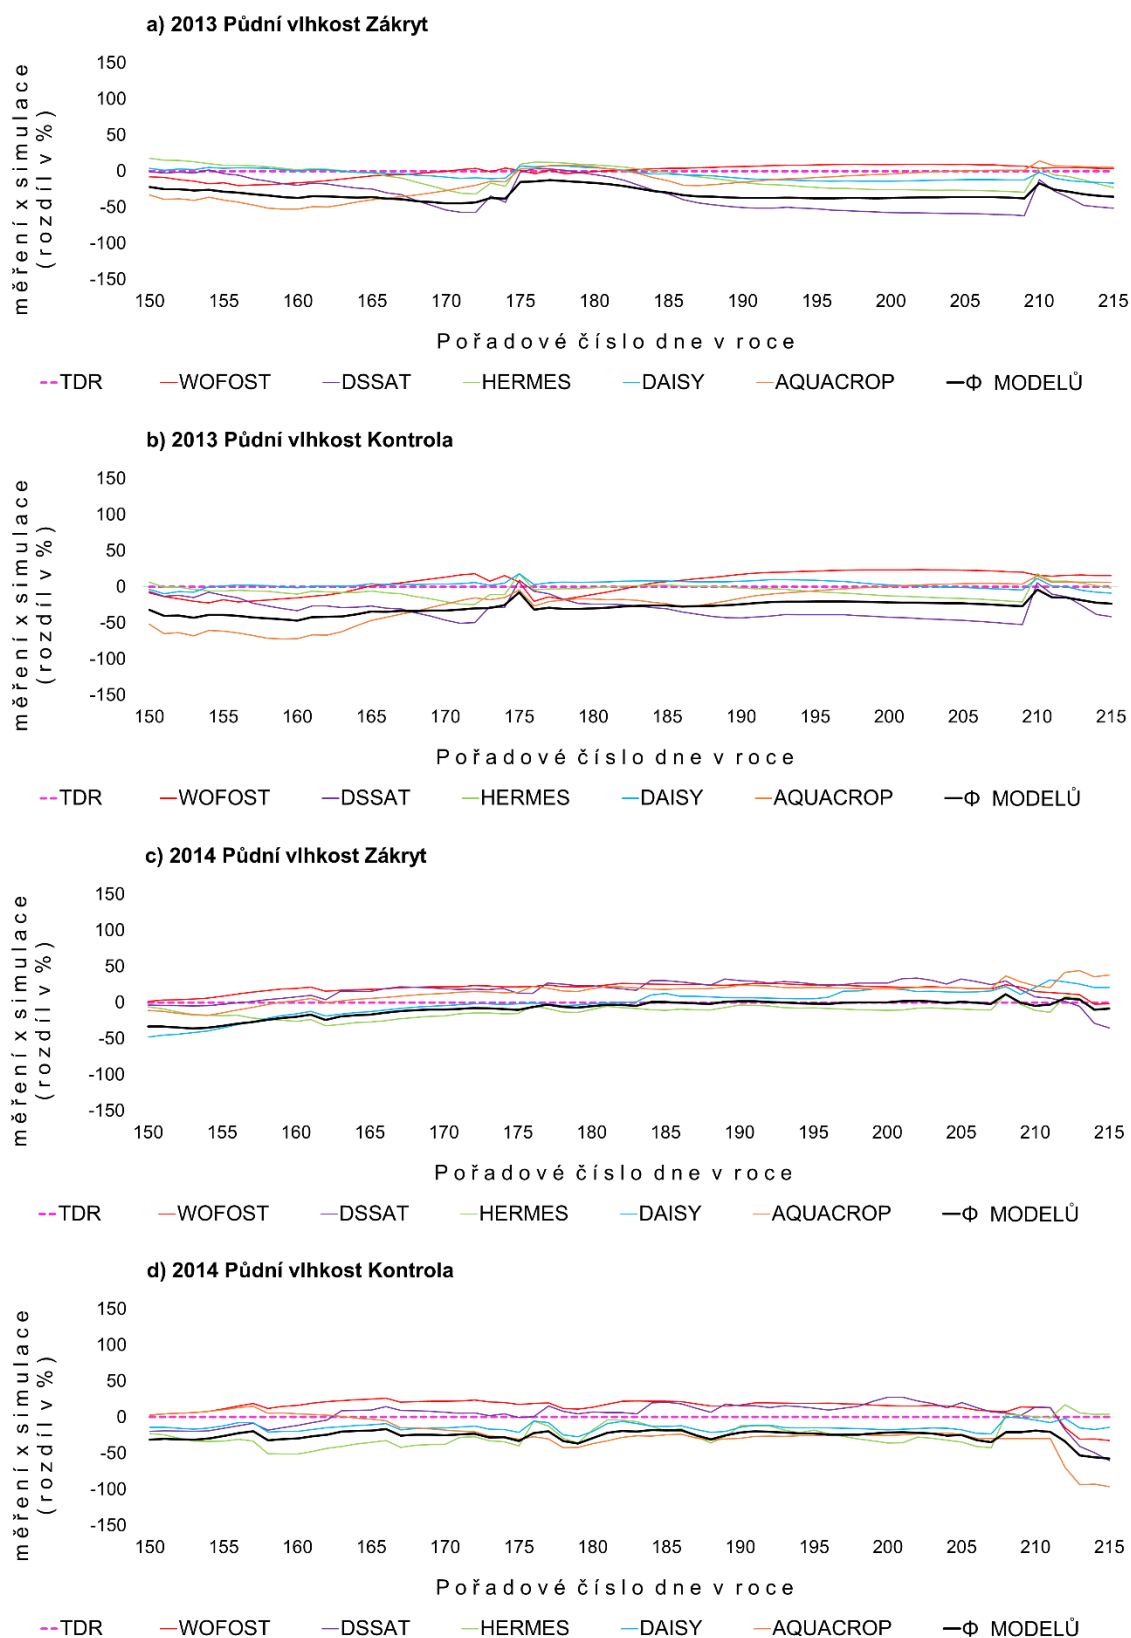 a) 2013 Půdní vlhkost Zákryt
měření x simulace
(rozdíl v %)
150
100
50
0
-50
-100
-150
150 155 160 165 170 175 180 185 190 195 200 205 210 215
Pořadové číslo dne v roce
TDR WOFOST DSSAT HERMES DAISY AQUACROP Φ MODELŮ
b) 2013 Půdní vlhkost Kontrola
měření x simulace
(rozdíl v %)
150
100
50
0
-50
-100
-150
150 155 160 165 170 175 180 185 190 195 200 205 210 215
Pořadové číslo dne v roce
TDR WOFOST DSSAT HERMES DAISY AQUACROP Φ MODELŮ
c) 2014 Půdní vlhkost Zákryt
měření x simulace
(rozdíl v %)
150
100
50
0
-50
-100
-150
150 155 160 165 170 175 180 185 190 195 200 205 210 215
Pořadové číslo dne v roce
TDR WOFOST DSSAT HERMES DAISY AQUACROP Φ MODELŮ
d) 2014 Půdní vlhkost Kontrola
měření x simulace
(rozdíl v %)
150
100
50
0
-50
-100
-150
150 155 160 165 170 175 180 185 190 195 200 205 210 215
Pořadové číslo dne v roce
TDR WOFOST DSSAT HERMES DAISY AQUACROP Φ MODELŮ